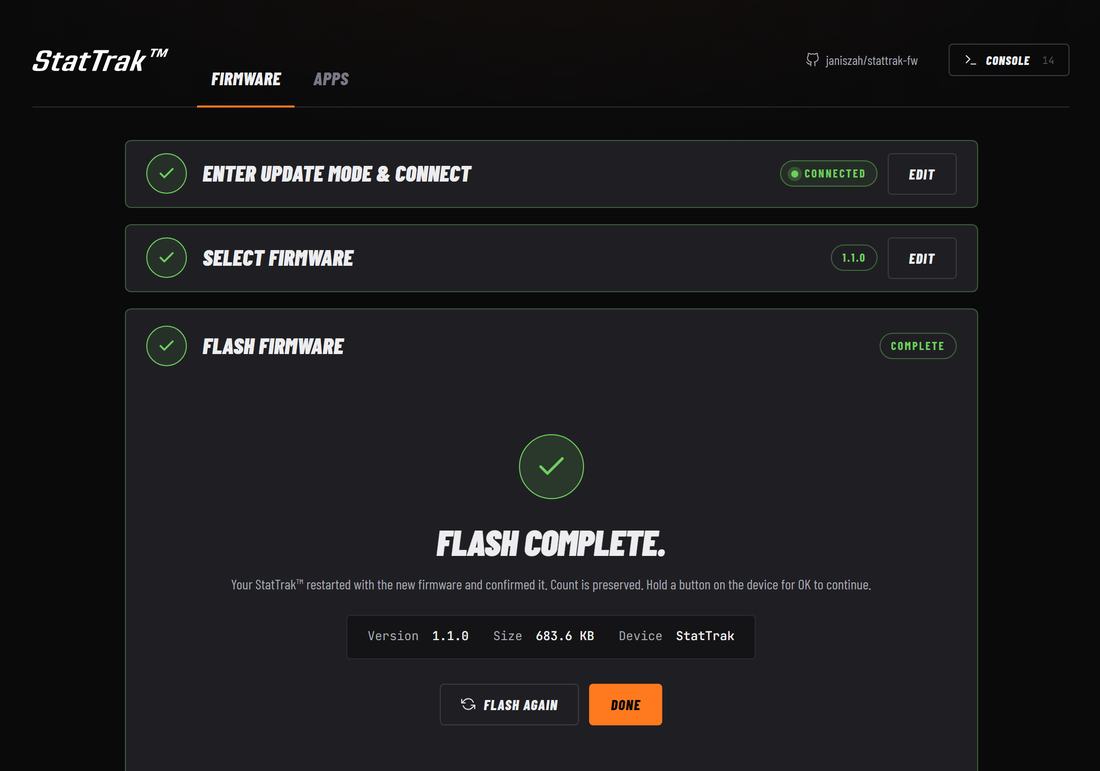 StatTrak™
FIRMWARE
APPS
janiszah/stattrak-fw
CONSOLE 14
ENTER UPDATE MODE & CONNECT
CONNECTED
EDIT
SELECT FIRMWARE
1.1.0
EDIT
FLASH FIRMWARE
COMPLETE
FLASH COMPLETE.
Your StatTrak™ restarted with the new firmware and confirmed it. Count is preserved. Hold a button on the device for OK to continue.
Version 1.1.0 Size 683.6 KB Device StatTrak
FLASH AGAIN
DONE